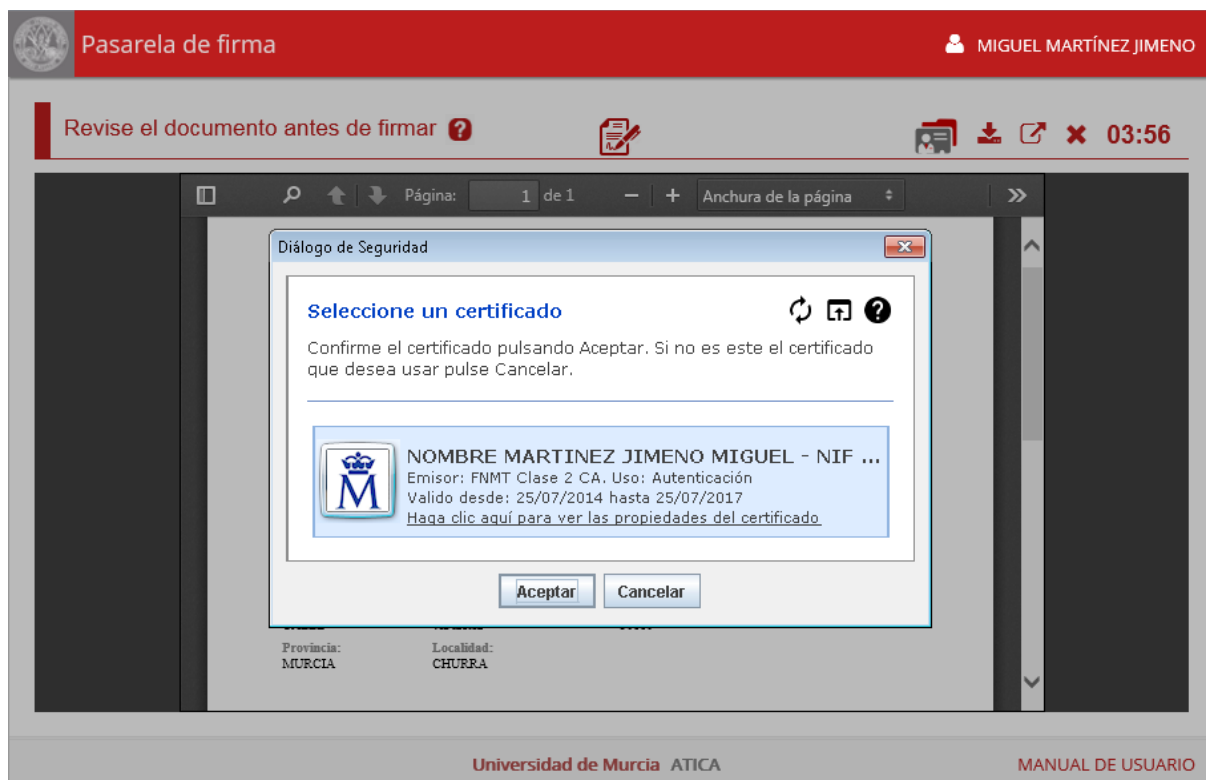 Pasarela de firma
MIGUEL MARTÍNEZ JIMENO
Revise el documento antes de firmar ?
03:56
Página: 1 de 1
Anchura de la página
Diálogo de Seguridad
Seleccione un certificado
Confirme el certificado pulsando Aceptar. Si no es este el certificado
que desea usar pulse Cancelar.
NOMBRE MARTINEZ JIMENO MIGUEL - NIF ...
Emisor: FNMT Clase 2 CA. Uso: Autenticación
Valido desde: 25/07/2014 hasta 25/07/2017
Haga clic aquí para ver las propiedades del certificado
Aceptar
Cancelar
Provincia:
Localidad:
MURCIA
CHURRA
Universidad de Murcia ATICA
MANUAL DE USUARIO